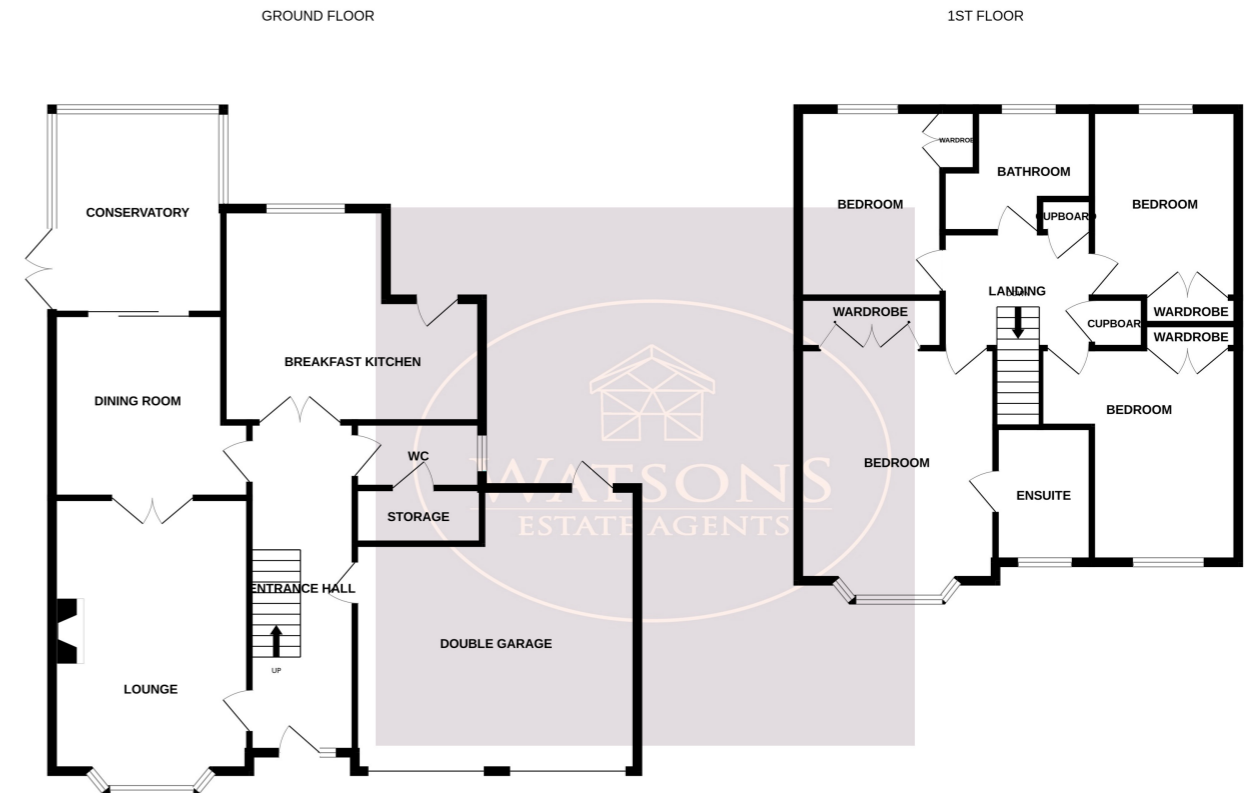 GROUND FLOOR
1ST FLOOR
CONSERVATORY
BREAKFAST KITCHEN
DINING ROOM
WC
STORAGE
ENTRANCE HALL
DOUBLE GARAGE
UP
LOUNGE
WARDROBE
BATHROOM
BEDROOM
CUPBOARD
BEDROOM
LANDING
WARDROBE
CUPBOARD
WARDROBE
WARDROBE
BEDROOM
BEDROOM
ENSUITE
WATSONS
ESTATE AGENTS